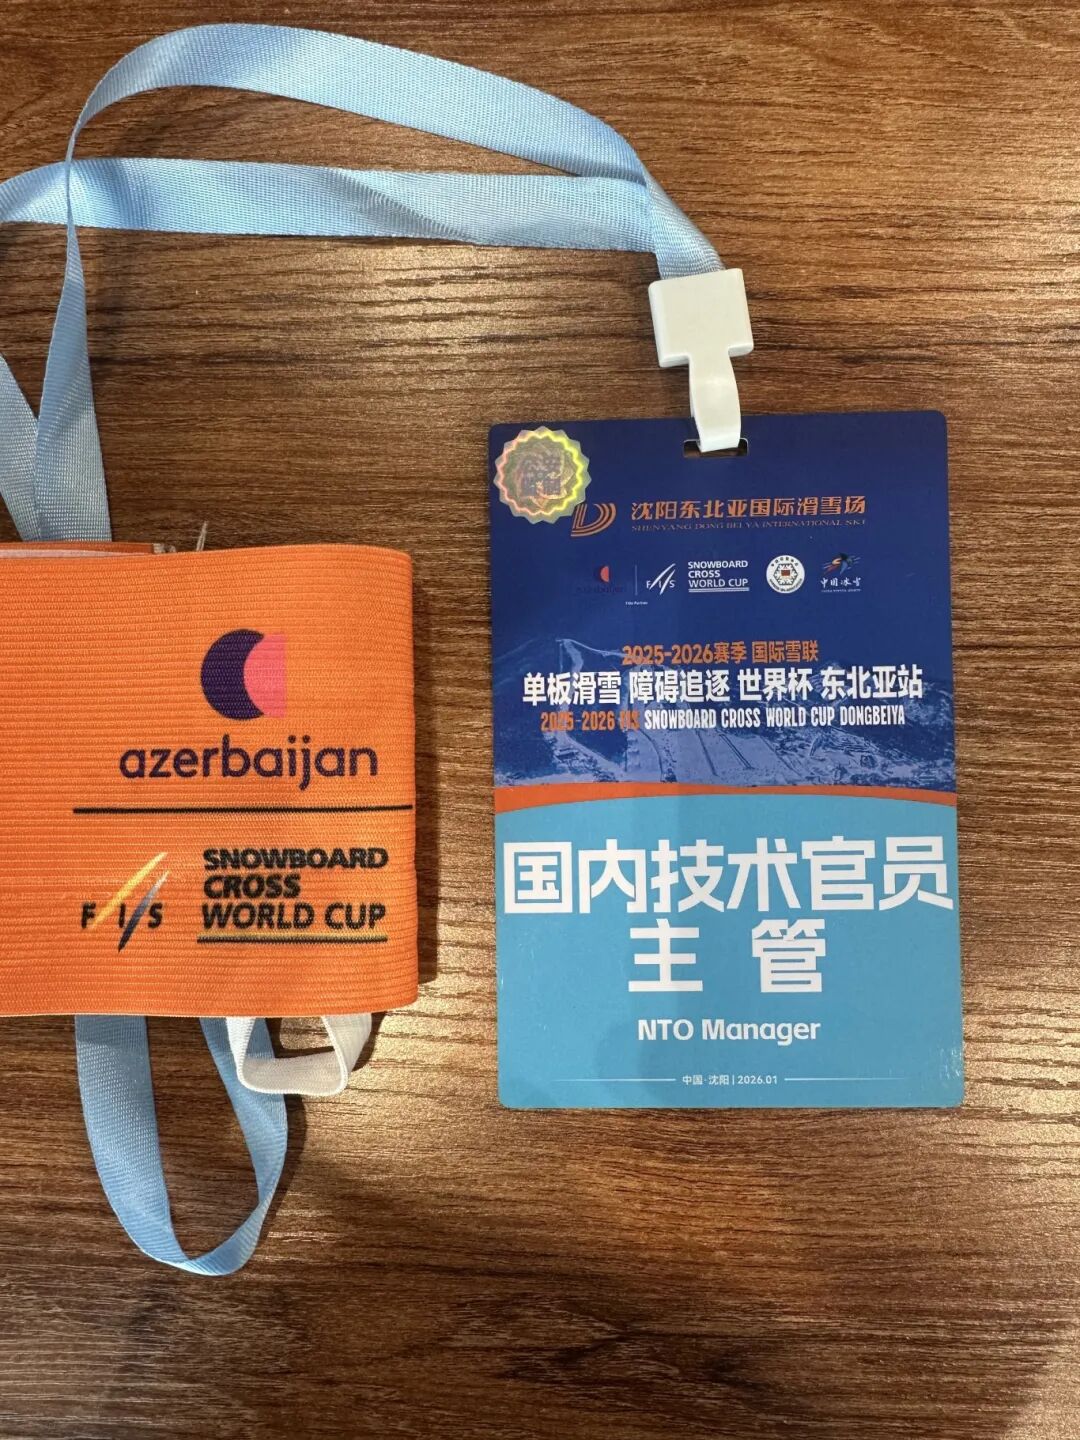 azerbaijan
FIS
SNOWBOARD
CROSS
WORLD CUP
沈阳东北亚国际滑雪场
SHENYANG DONG BEI YA INTERNATIONAL SKI
azerbaijan
Title Partner
FIS
SNOWBOARD
CROSS
WORLD CUP
中国冰雪
2025-2026赛季 国际雪联
单板滑雪 障碍追逐 世界杯 东北亚站
2025-2026 FIS SNOWBOARD CROSS WORLD CUP DONGBEIYA
国内技术官员
主管
NTO Manager
中国·沈阳 | 2026.01